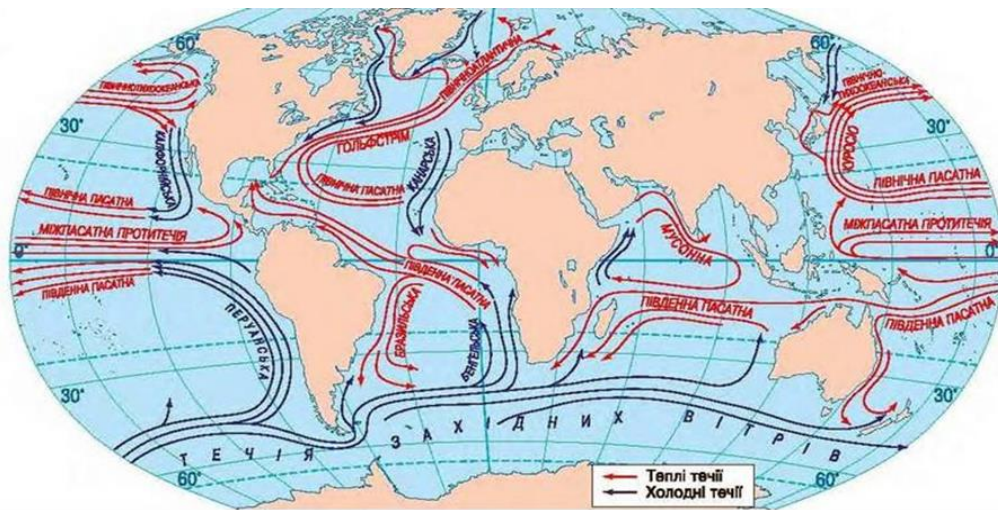 60°
60°
ПІВНІЧНОТИХООКЕАНСЬКА
ПІВНІЧНОАТЛАНТИЧНА
ПІВНІЧНО
ТИХООКЕАНСЬКА
30°
30°
ГОЛЬФСТРІМ
КАНАРСЬКА
КУРОСІО
КАЛІФОРНІЙСЬКА
ПІВНІЧНА ПАСАТНА
ПІВНІЧНА ПАСАТНА
ПІВНІЧНА ПАСАТНА
МІЖПАСАТНА ПРОТИТЕЧІЯ
МУСОННА
МІЖПАСАТНА ПРОТИТЕЧІЯ
0°
0°
ПІВДЕННА ПАСАТНА
ПІВДЕННА ПАСАТНА
ПІВДЕННА ПАСАТНА
ПІВДЕННА ПАСАТНА
ПЕРУАНСЬКА
БРАЗИЛЬСЬКА
БЕНГЕЛЬСЬКА
30°
30°
ТЕЧІЯ ЗАХІДНИХ ВІТРІВ
60°
60°
Теплі течії
Холодні течії